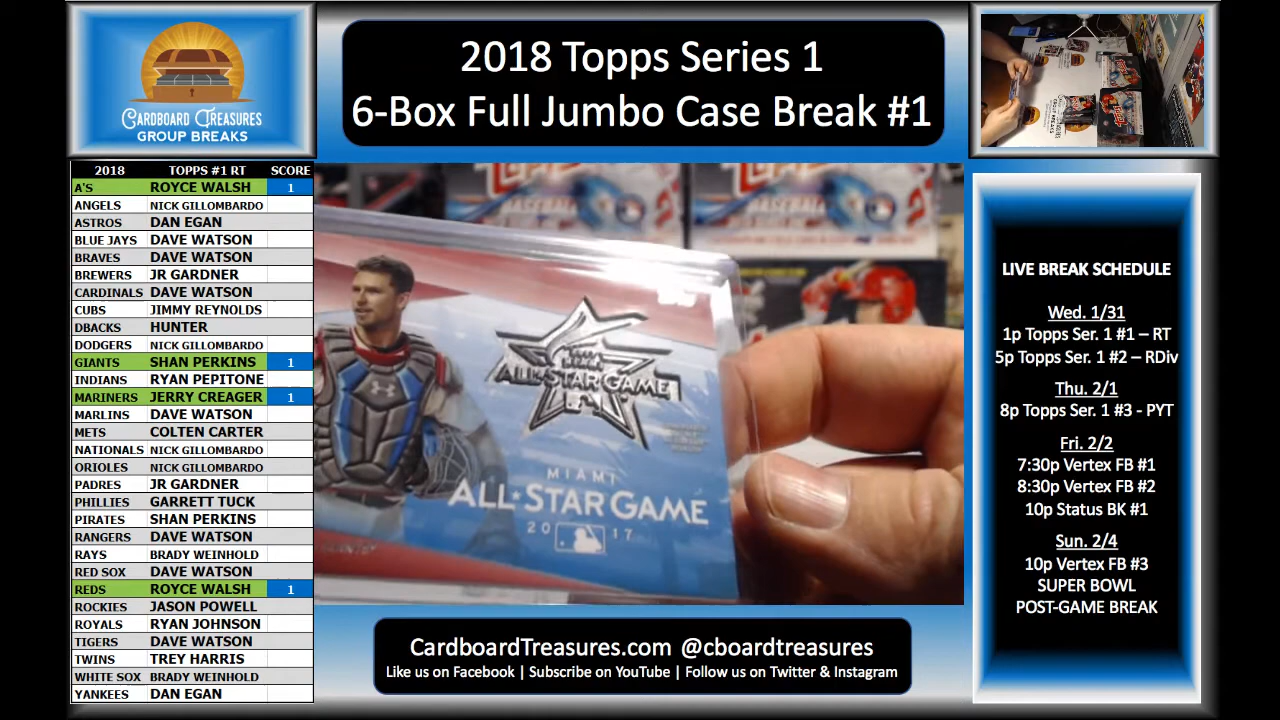 CARDBOARD TREASURES
GROUP BREAKS
2018 Topps Series 1
6-Box Full Jumbo Case Break #1
2018 TOPPS #1 RT SCORE
A'S ROYCE WALSH 1
ANGELS NICK GILLOMBARDO
ASTROS DAN EGAN
BLUE JAYS DAVE WATSON
BRAVES DAVE WATSON
BREWERS JR GARDNER
CARDINALS DAVE WATSON
CUBS JIMMY REYNOLDS
DBACKS HUNTER
DODGERS NICK GILLOMBARDO
GIANTS SHAN PERKINS 1
INDIANS RYAN PEPITONE
MARINERS JERRY CREAGER 1
MARLINS DAVE WATSON
METS COLTEN CARTER
NATIONALS NICK GILLOMBARDO
ORIOLES NICK GILLOMBARDO
PADRES JR GARDNER
PHILLIES GARRETT TUCK
PIRATES SHAN PERKINS
RANGERS DAVE WATSON
RAYS BRADY WEINHOLD
RED SOX DAVE WATSON
REDS ROYCE WALSH 1
ROCKIES JASON POWELL
ROYALS RYAN JOHNSON
TIGERS DAVE WATSON
TWINS TREY HARRIS
WHITE SOX BRADY WEINHOLD
YANKEES DAN EGAN
BASEBALL
BASEBALL
ALL-STAR GAME
MIAMI
ALL★STAR GAME
20 17
LIVE BREAK SCHEDULE
Wed. 1/31
1p Topps Ser. 1 #1 – RT
5p Topps Ser. 1 #2 – RDiv
Thu. 2/1
8p Topps Ser. 1 #3 - PYT
Fri. 2/2
7:30p Vertex FB #1
8:30p Vertex FB #2
10p Status BK #1
Sun. 2/4
10p Vertex FB #3
SUPER BOWL
POST-GAME BREAK
CardboardTreasures.com @cboardtreasures
Like us on Facebook | Subscribe on YouTube | Follow us on Twitter & Instagram